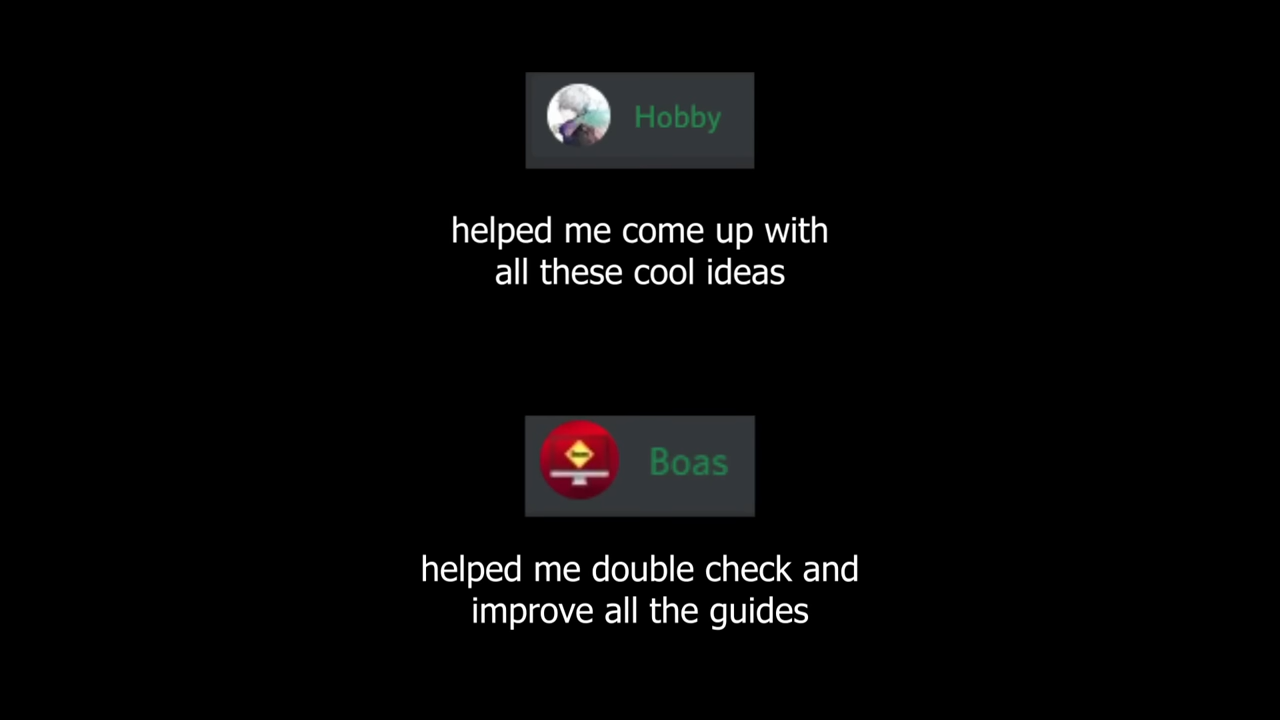 Hobby
helped me come up with
all these cool ideas
Boas
helped me double check and
improve all the guides